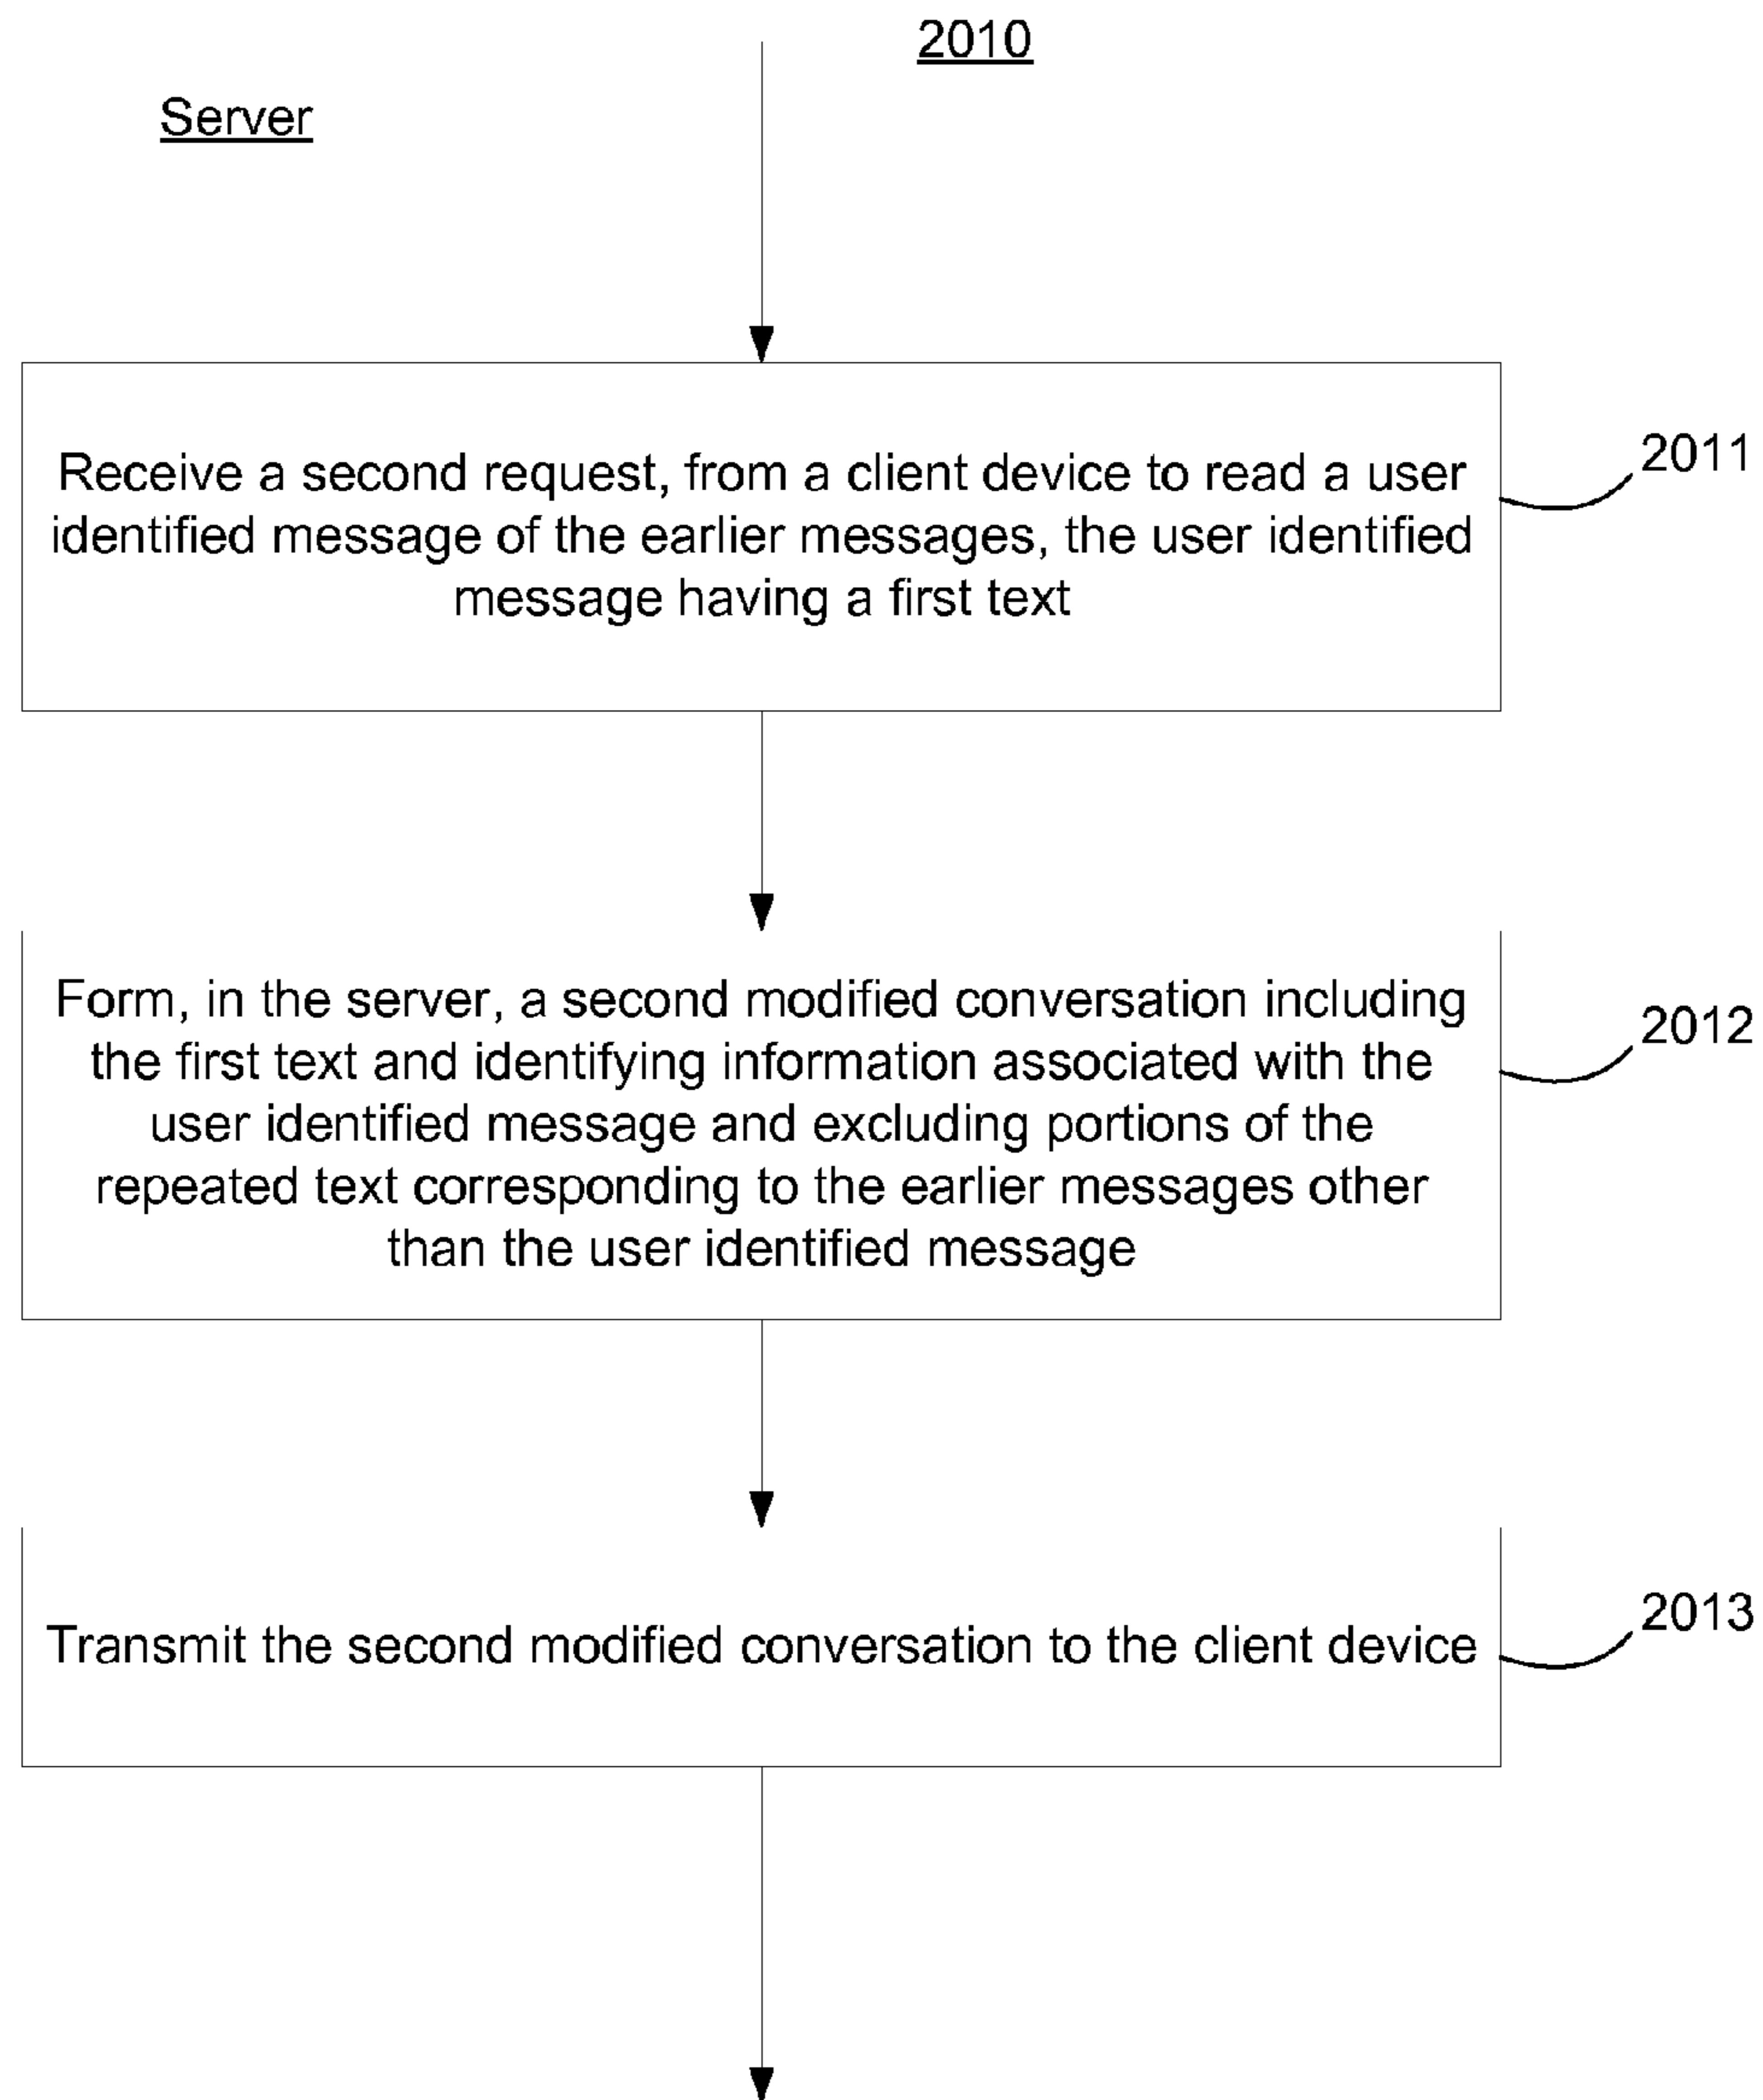 2010
Server
Receive a second request, from a client device to read a user
identified message of the earlier messages, the user identified
message having a first text
2011
Form, in the server, a second modified conversation including
the first text and identifying information associated with the
user identified message and excluding portions of the
repeated text corresponding to the earlier messages other
than the user identified message
2012
Transmit the second modified conversation to the client device
2013